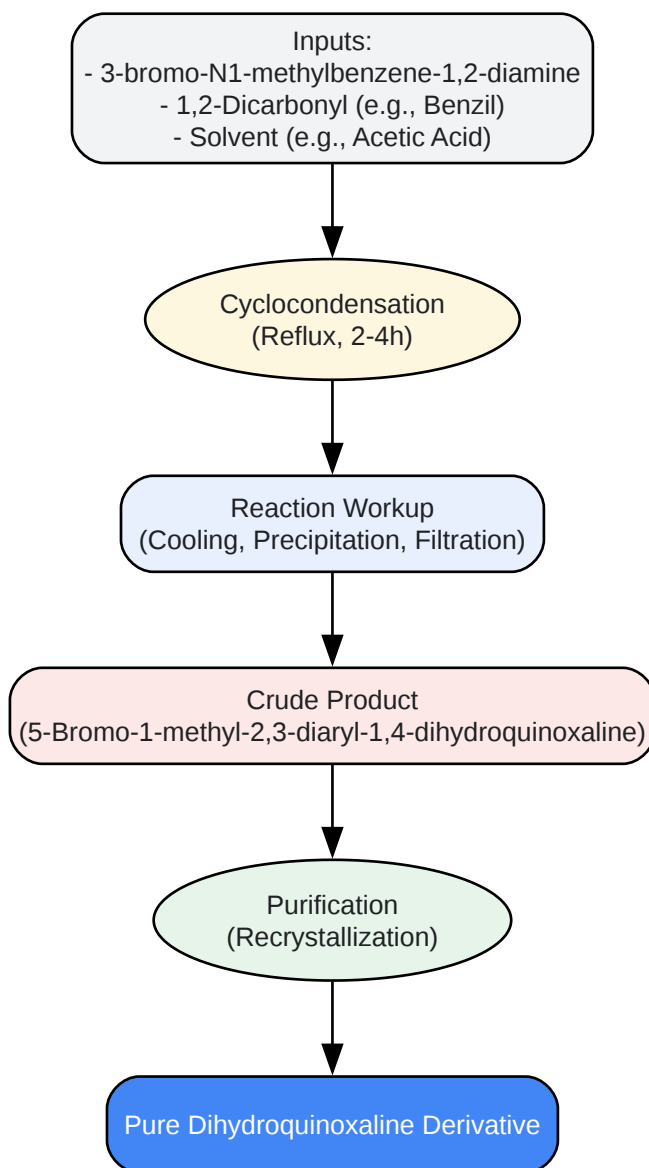 Inputs:
- 3-bromo-N1-methylbenzene-1,2-diamine
- 1,2-Dicarbonyl (e.g., Benzil)
- Solvent (e.g., Acetic Acid)
Cyclocondensation
(Reflux, 2-4h)
Reaction Workup
(Cooling, Precipitation, Filtration)
Crude Product
(5-Bromo-1-methyl-2,3-diaryl-1,4-dihydroquinoxaline)
Purification
(Recrystallization)
Pure Dihydroquinoxaline Derivative